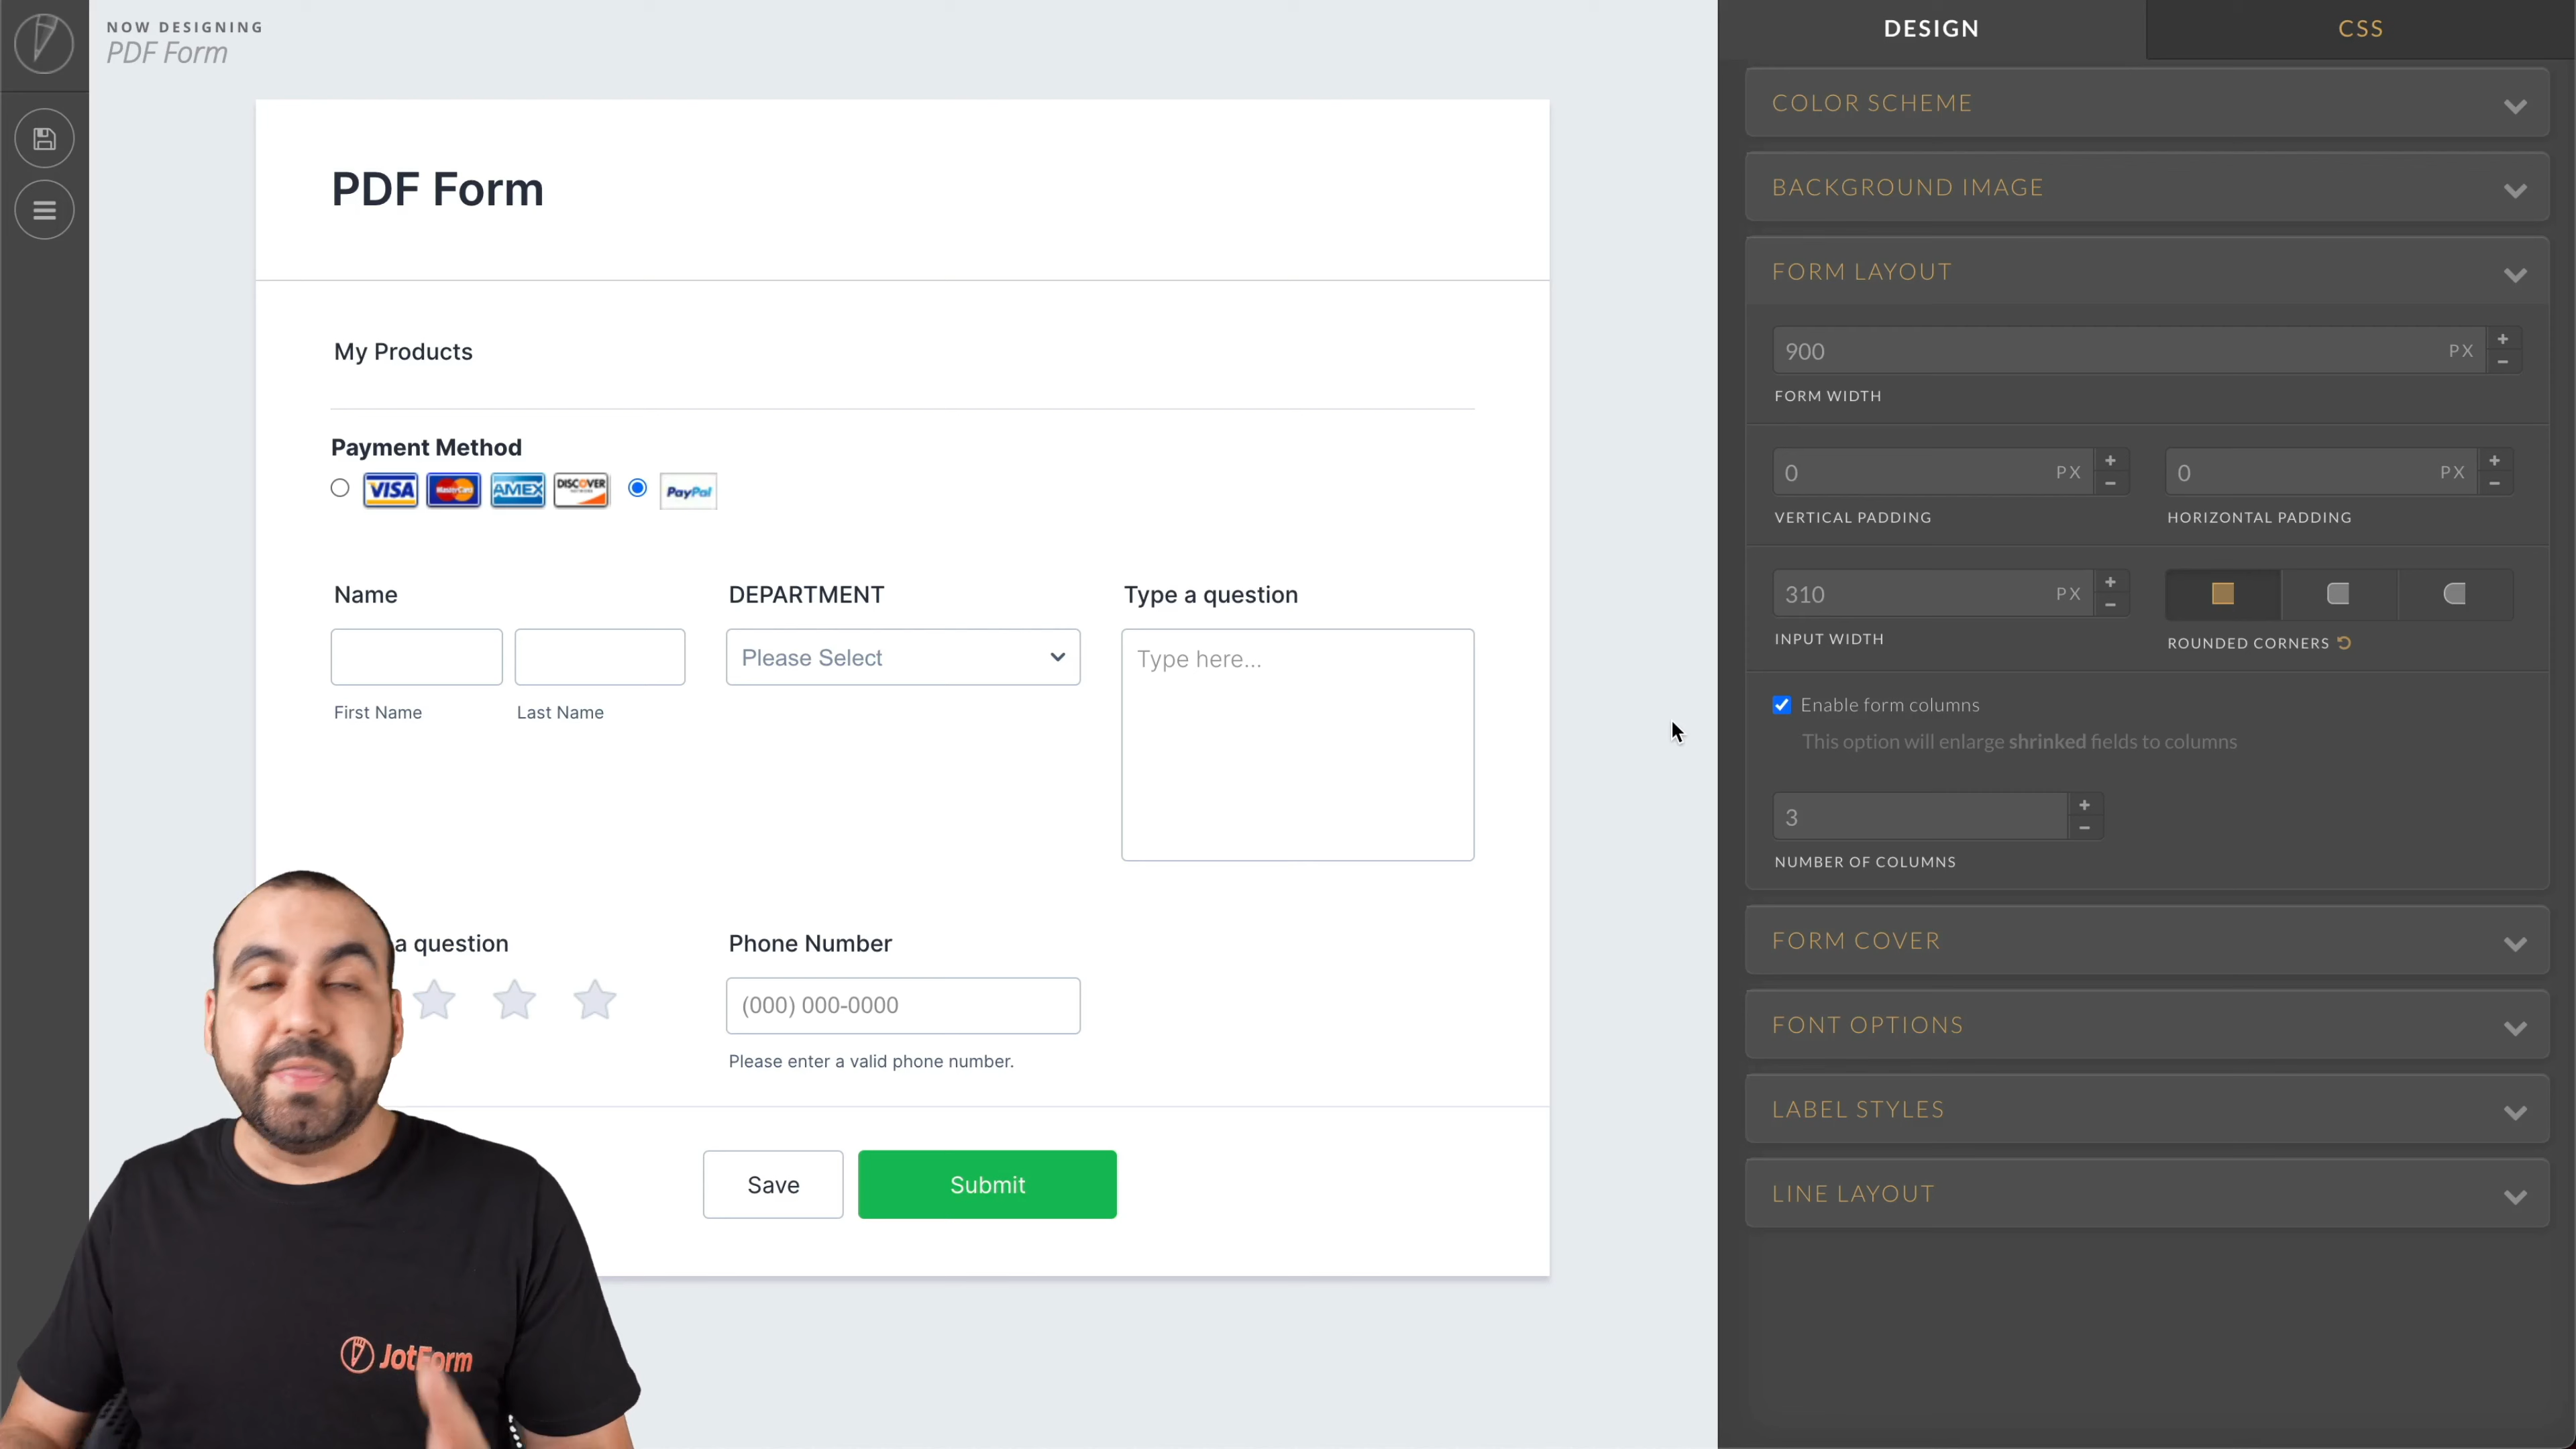 NOW DESIGNING
PDF Form
DESIGN
CSS
PDF Form
My Products
Payment Method
VISA
MasterCard
AMEX
DISCOVER
PayPal
Name
DEPARTMENT
Type a question
Please Select
Type here...
First Name
Last Name
a question
Phone Number
(000) 000-0000
Please enter a valid phone number.
Save
Submit
JotForm
COLOR SCHEME
BACKGROUND IMAGE
FORM LAYOUT
900
PX
FORM WIDTH
0
PX
0
PX
VERTICAL PADDING
HORIZONTAL PADDING
310
PX
INPUT WIDTH
ROUNDED CORNERS
Enable form columns
This option will enlarge shrinked fields to columns
3
NUMBER OF COLUMNS
FORM COVER
FONT OPTIONS
LABEL STYLES
LINE LAYOUT